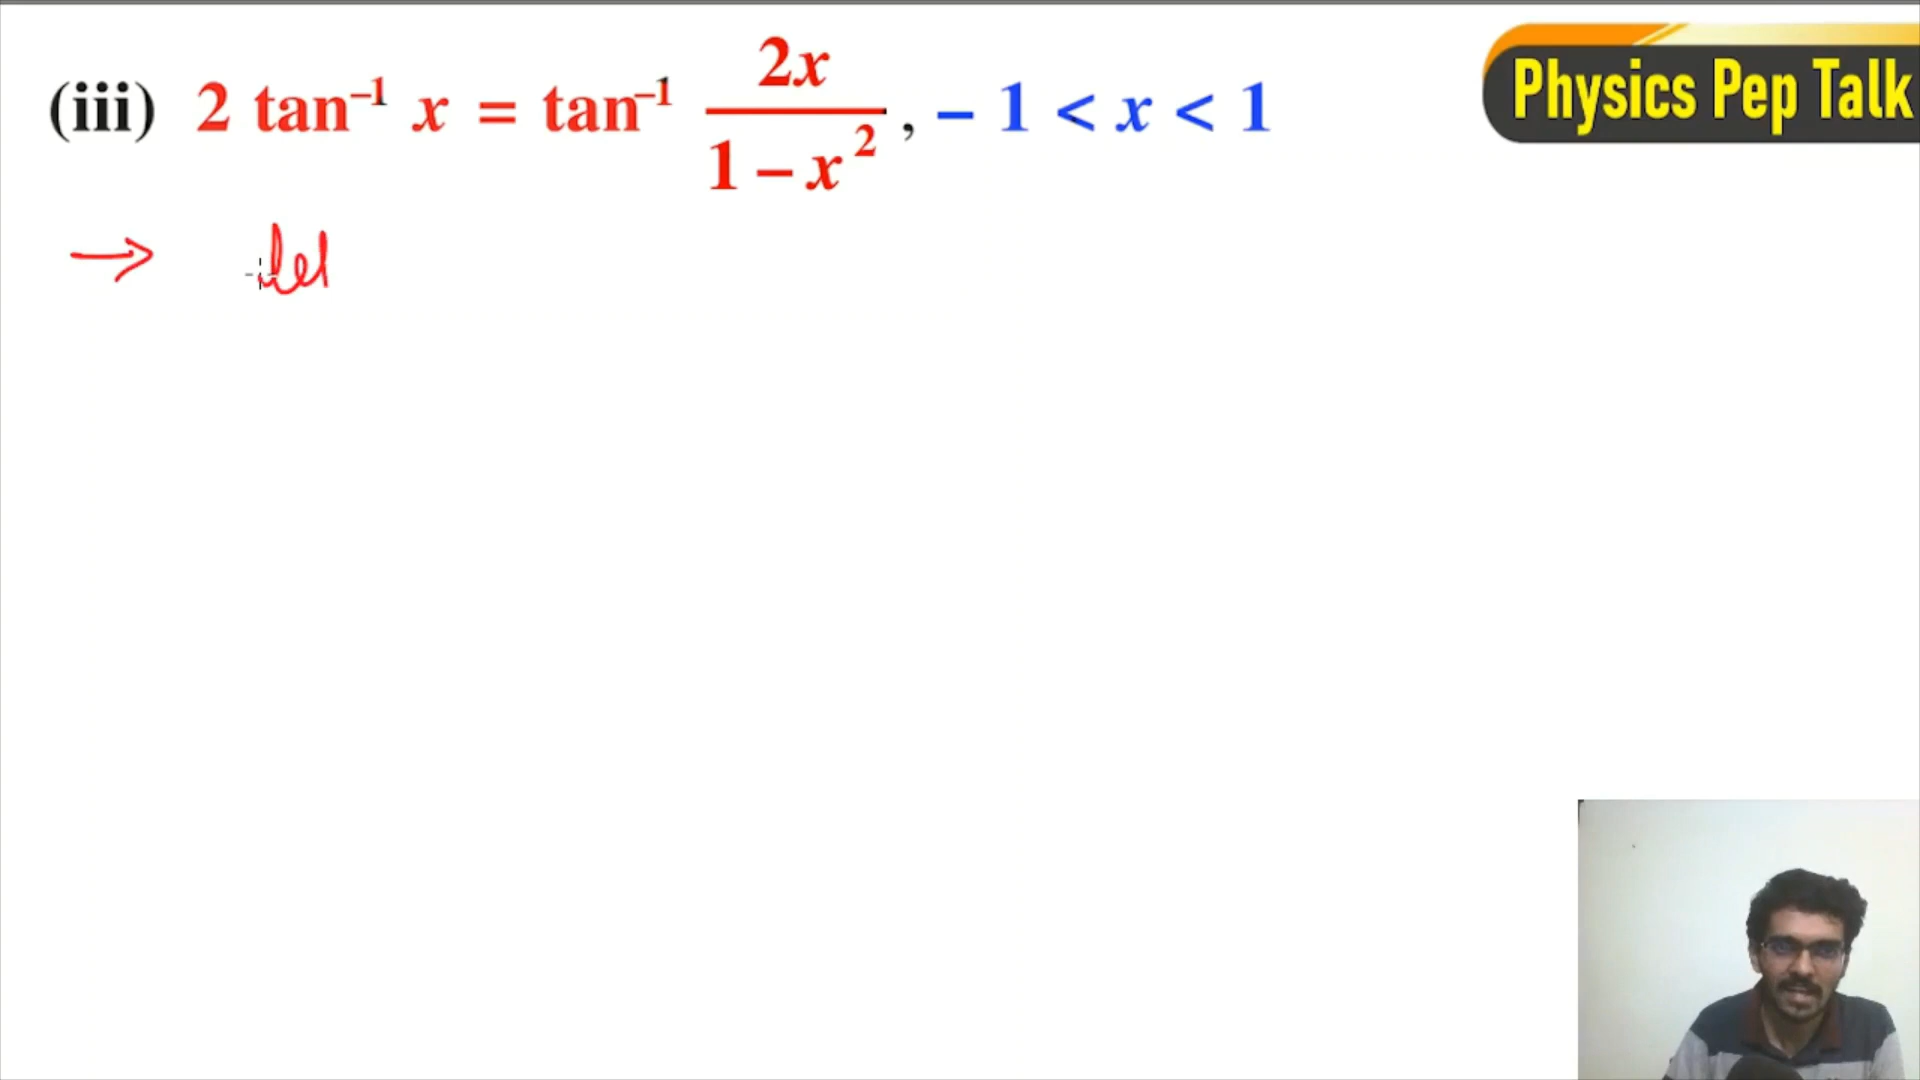 (iii) 2 tan⁻¹ x = tan⁻¹ 2x / 1 – x², – 1 < x < 1
Physics Pep Talk
→ let